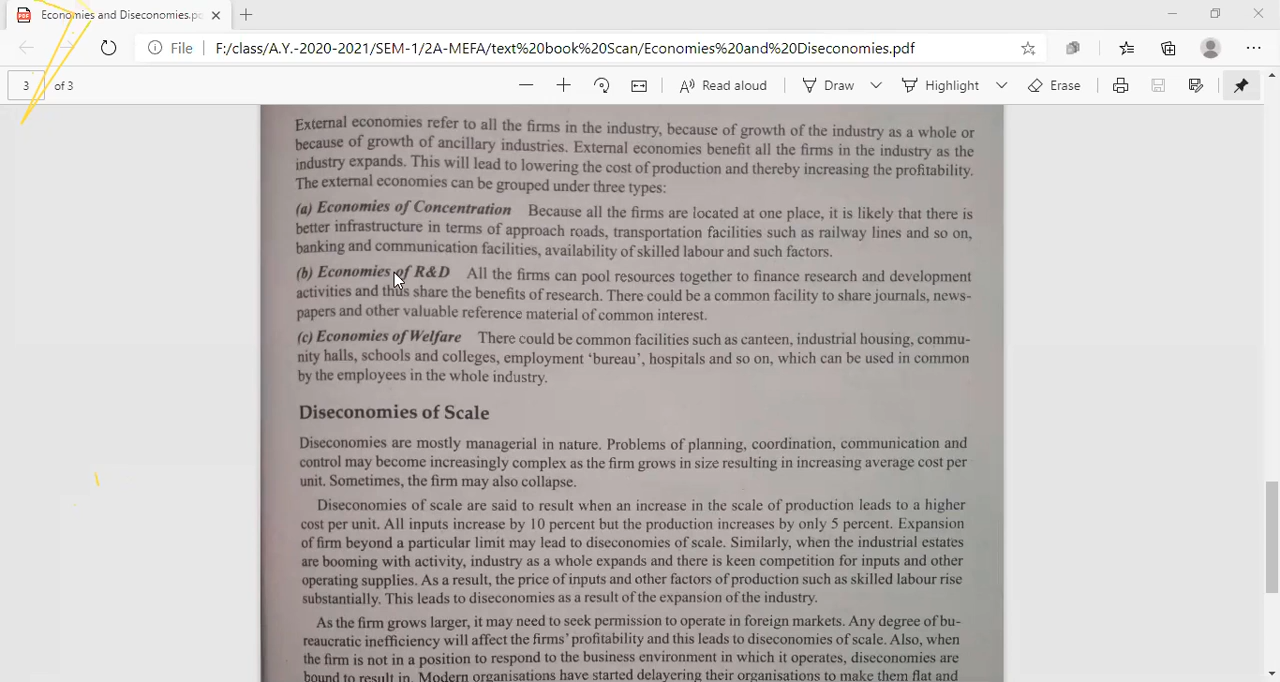 Economies and Diseconomies.p
File
F:/class/A.Y.-2020-2021/SEM-1/2A-MEFA/text%20book%20Scan/Economies%20and%20Diseconomies.pdf
3 of 3
Read aloud
Draw
Highlight
Erase
External economies refer to all the firms in the industry, because of growth of the industry as a whole or
because of growth of ancillary industries. External economies benefit all the firms in the industry as the
industry expands. This will lead to lowering the cost of production and thereby increasing the profitability.
The external economies can be grouped under three types:
(a) Economies of Concentration Because all the firms are located at one place, it is likely that there is
better infrastructure in terms of approach roads, transportation facilities such as railway lines and so on,
banking and communication facilities, availability of skilled labour and such factors.
(b) Economies of R&D All the firms can pool resources together to finance research and development
activities and thus share the benefits of research. There could be a common facility to share journals, news-
papers and other valuable reference material of common interest.
(c) Economies of Welfare There could be common facilities such as canteen, industrial housing, commu-
nity halls, schools and colleges, employment ‘bureau’, hospitals and so on, which can be used in common
by the employees in the whole industry.
Diseconomies of Scale
Diseconomies are mostly managerial in nature. Problems of planning, coordination, communication and
control may become increasingly complex as the firm grows in size resulting in increasing average cost per
unit. Sometimes, the firm may also collapse.
Diseconomies of scale are said to result when an increase in the scale of production leads to a higher
cost per unit. All inputs increase by 10 percent but the production increases by only 5 percent. Expansion
of firm beyond a particular limit may lead to diseconomies of scale. Similarly, when the industrial estates
are booming with activity, industry as a whole expands and there is keen competition for inputs and other
operating supplies. As a result, the price of inputs and other factors of production such as skilled labour rise
substantially. This leads to diseconomies as a result of the expansion of the industry.
As the firm grows larger, it may need to seek permission to operate in foreign markets. Any degree of bu-
reaucratic inefficiency will affect the firms’ profitability and this leads to diseconomies of scale. Also, when
the firm is not in a position to respond to the business environment in which it operates, diseconomies are
bound to result in. Modern organisations have started delayering their organisations to make them flat and